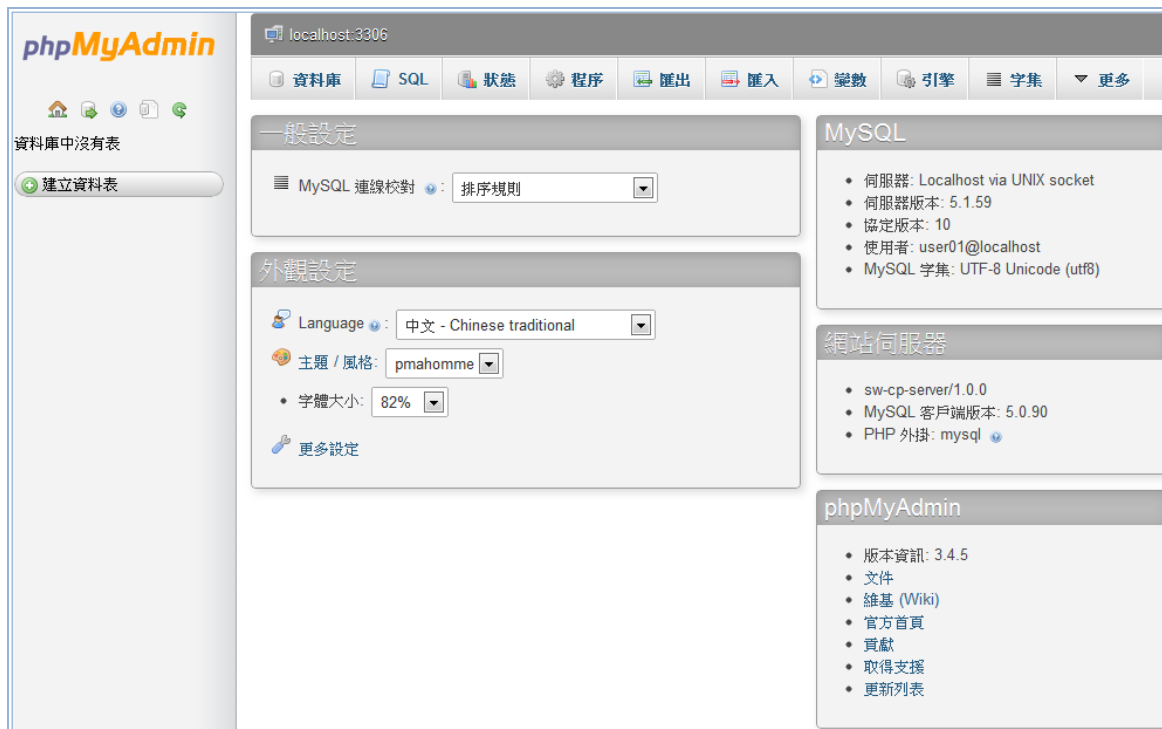 phpMyAdmin
資料庫中沒有表
建立資料表
localhost:3306
資料庫 SQL 狀態 程序 匯出 匯入 變數 引擎 字集 更多
一般設定
MySQL 連線校對 : 排序規則
外觀設定
Language : 中文 - Chinese traditional
主題 / 風格: pmahomme
字體大小: 82%
更多設定
MySQL
伺服器: Localhost via UNIX socket
伺服器版本: 5.1.59
協定版本: 10
使用者: user01@localhost
MySQL 字集: UTF-8 Unicode (utf8)
網站伺服器
sw-cp-server/1.0.0
MySQL 客戶端版本: 5.0.90
PHP 外掛: mysql
phpMyAdmin
版本資訊: 3.4.5
文件
維基 (Wiki)
官方首頁
貢獻
取得支援
更新列表